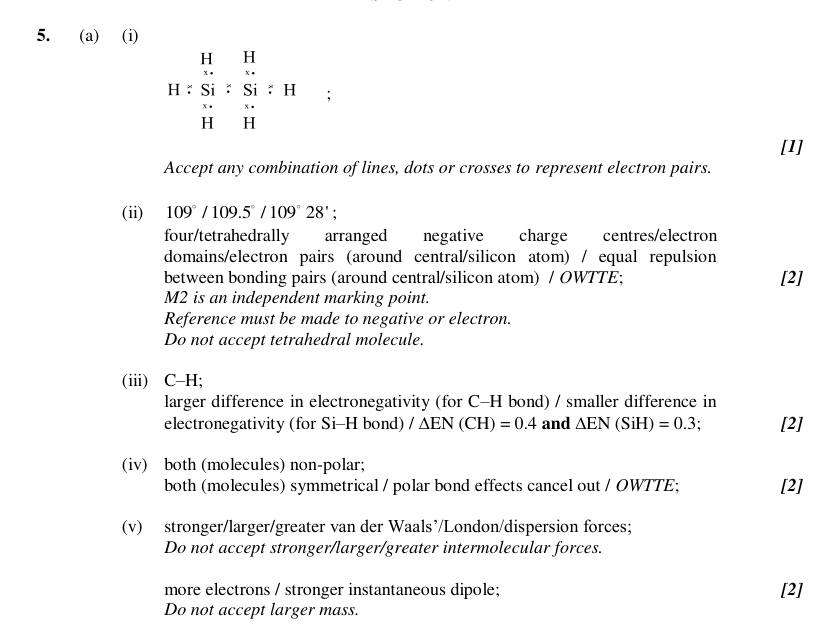 5. (a) (i)
H H
x• x•
H Si Si H ;
x• x•
H H
[1]
Accept any combination of lines, dots or crosses to represent electron pairs.
(ii) 109° / 109.5° / 109° 28' ;
four/tetrahedrally arranged negative charge centres/electron
domains/electron pairs (around central/silicon atom) / equal repulsion
between bonding pairs (around central/silicon atom) / OWTTE; [2]
M2 is an independent marking point.
Reference must be made to negative or electron.
Do not accept tetrahedral molecule.
(iii) C–H;
larger difference in electronegativity (for C–H bond) / smaller difference in
electronegativity (for Si–H bond) / ΔEN (CH) = 0.4 and ΔEN (SiH) = 0.3; [2]
(iv) both (molecules) non-polar;
both (molecules) symmetrical / polar bond effects cancel out / OWTTE; [2]
(v) stronger/larger/greater van der Waals'/London/dispersion forces;
Do not accept stronger/larger/greater intermolecular forces.
more electrons / stronger instantaneous dipole; [2]
Do not accept larger mass.